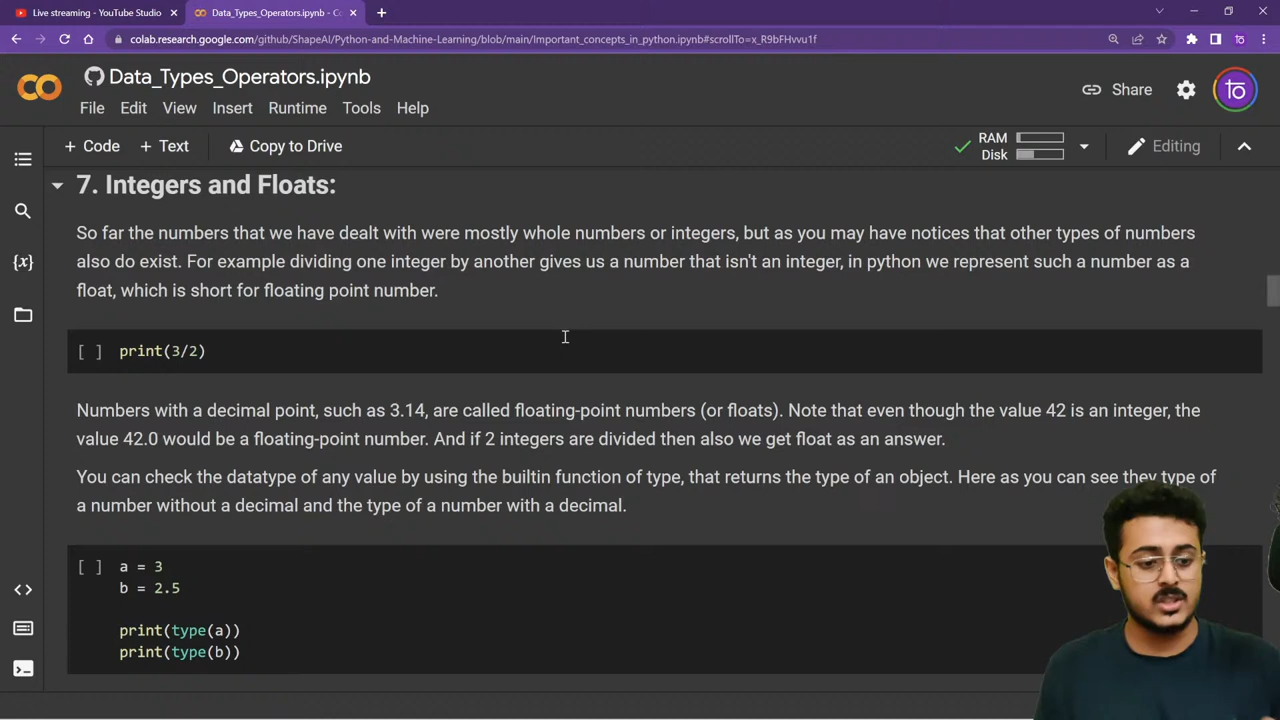 Live streaming - YouTube Studio
Data_Types_Operators.ipynb - Co
colab.research.google.com/github/ShapeAI/Python-and-Machine-Learning/blob/main/Important_concepts_in_python.ipynb#scrollTo=x_R9bFHvvu1f
Data_Types_Operators.ipynb
File Edit View Insert Runtime Tools Help
Share
+ Code + Text Copy to Drive
RAM
Disk
Editing
7. Integers and Floats:
So far the numbers that we have dealt with were mostly whole numbers or integers, but as you may have notices that other types of numbers
also do exist. For example dividing one integer by another gives us a number that isn't an integer, in python we represent such a number as a
float, which is short for floating point number.
[ ] print(3/2)
Numbers with a decimal point, such as 3.14, are called floating-point numbers (or floats). Note that even though the value 42 is an integer, the
value 42.0 would be a floating-point number. And if 2 integers are divided then also we get float as an answer.
You can check the datatype of any value by using the builtin function of type, that returns the type of an object. Here as you can see they type of
a number without a decimal and the type of a number with a decimal.
[ ] a = 3
b = 2.5
print(type(a))
print(type(b))